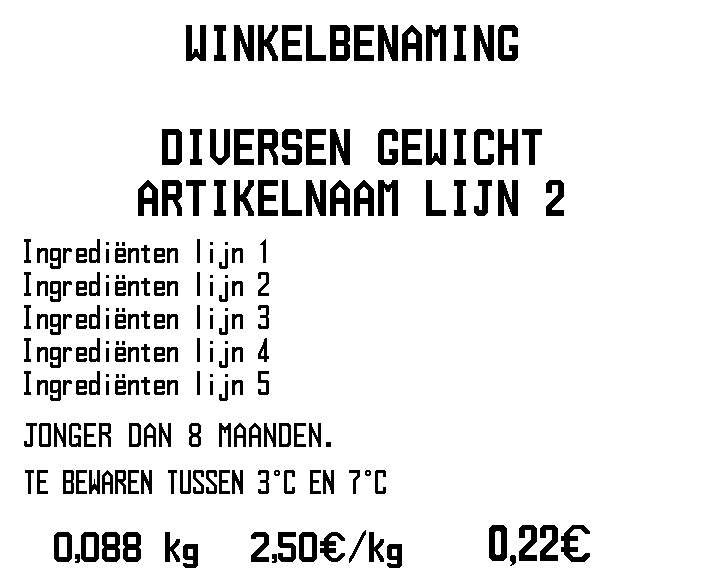 WINKELBENAMING
DIVERSEN GEWICHT
ARTIKELNAAM LIJN 2
Ingrediënten lijn 1
Ingrediënten lijn 2
Ingrediënten lijn 3
Ingrediënten lijn 4
Ingrediënten lijn 5
JONGER DAN 8 MAANDEN.
TE BEWAREN TUSSEN 3°C EN 7°C
0,088 kg 2,50€/kg 0,22€